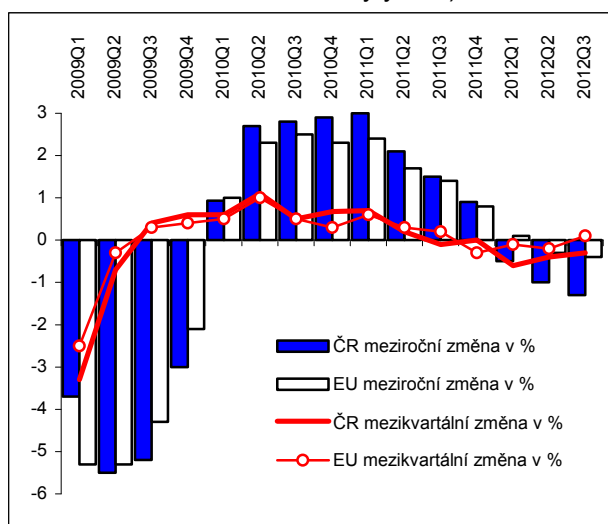 2009Q1
2009Q2
2009Q3
2009Q4
2010Q1
2010Q2
2010Q3
2010Q4
2011Q1
2011Q2
2011Q3
2011Q4
2012Q1
2012Q2
2012Q3
3
2
1
0
-1
-2
-3
-4
-5
-6
ČR meziroční změna v %
EU meziroční změna v %
ČR mezikvartální změna v %
EU mezikvartální změna v %